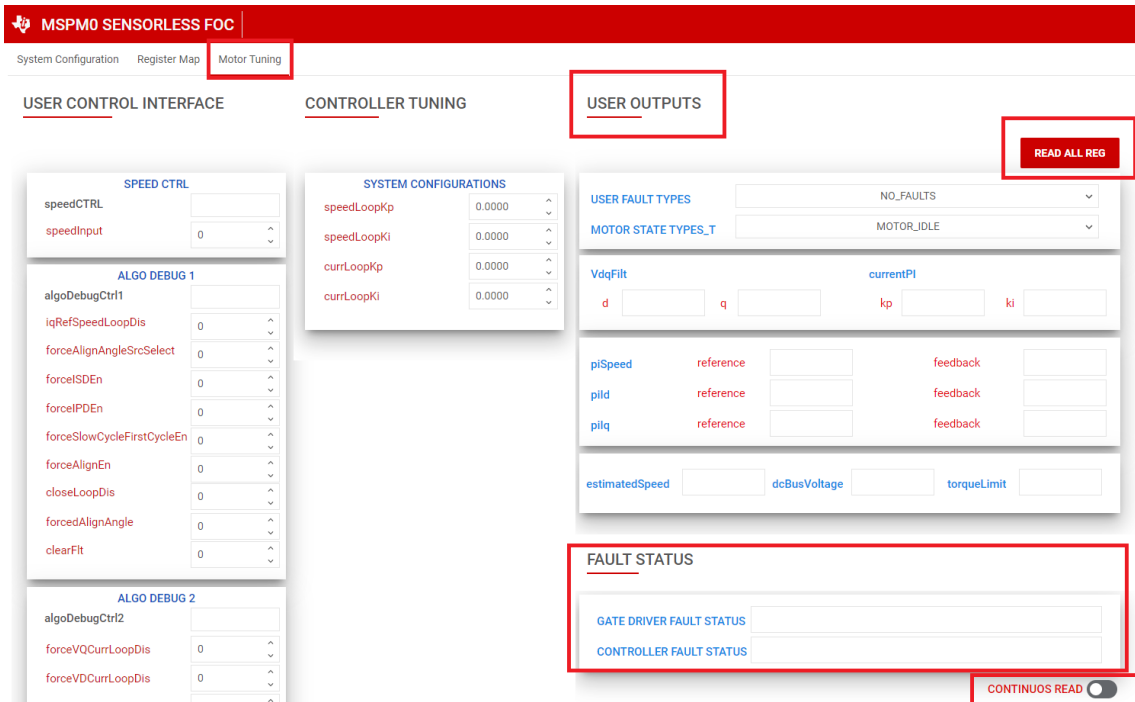 MSPM0 SENSORLESS FOC
System Configuration Register Map Motor Tuning
USER CONTROL INTERFACE
SPEED CTRL
speedCTRL
speedInput 0
ALGO DEBUG 1
algoDebugCtrl1
iqRefSpeedLoopDis 0
forceAlignAngleSrcSelect 0
forceISDEn 0
forceIPDEn 0
forceSlowCycleFirstCycleEn 0
forceAlignEn 0
closeLoopDis 0
forcedAlignAngle 0
clearFlt 0
ALGO DEBUG 2
algoDebugCtrl2
forceVQCurrLoopDis 0
forceVDCurrLoopDis 0
CONTROLLER TUNING
SYSTEM CONFIGURATIONS
speedLoopKp 0.0000
speedLoopKi 0.0000
currLoopKp 0.0000
currLoopKi 0.0000
USER OUTPUTS
READ ALL REG
USER FAULT TYPES NO_FAULTS
MOTOR STATE TYPES_T MOTOR_IDLE
VdqFilt currentPI
d q kp ki
piSpeed reference feedback
piId reference feedback
piIq reference feedback
estimatedSpeed dcBusVoltage torqueLimit
FAULT STATUS
GATE DRIVER FAULT STATUS
CONTROLLER FAULT STATUS
CONTINUOS READ